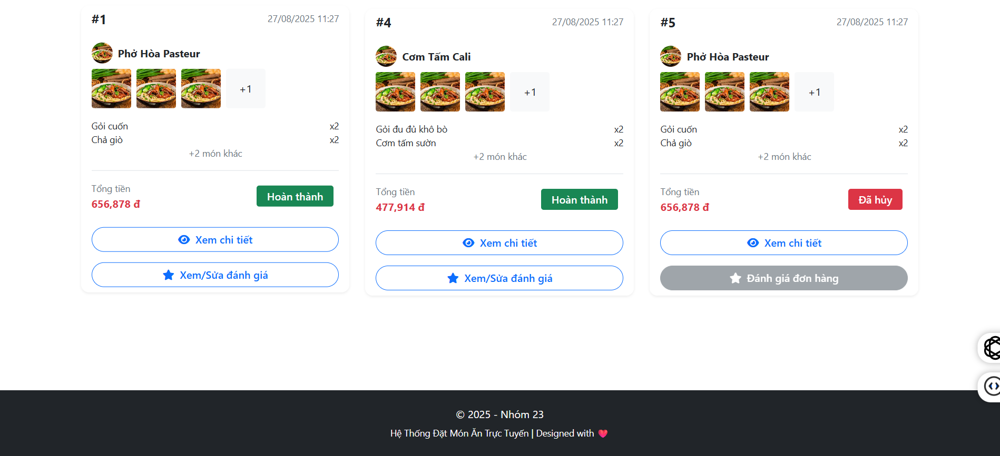 #1
27/08/2025 11:27
Phở Hòa Pasteur
+1
Gỏi cuốn x2
Chả giò x2
+2 món khác
Tổng tiền
656,878 đ
Hoàn thành
Xem chi tiết
Xem/Sửa đánh giá
#4
27/08/2025 11:27
Cơm Tấm Cali
+1
Gỏi đu đủ khô bò x2
Cơm tấm sườn x2
+2 món khác
Tổng tiền
477,914 đ
Hoàn thành
Xem chi tiết
Xem/Sửa đánh giá
#5
27/08/2025 11:27
Phở Hòa Pasteur
+1
Gỏi cuốn x2
Chả giò x2
+2 món khác
Tổng tiền
656,878 đ
Đã hủy
Xem chi tiết
Đánh giá đơn hàng
© 2025 - Nhóm 23
Hệ Thống Đặt Món Ăn Trực Tuyến | Designed with